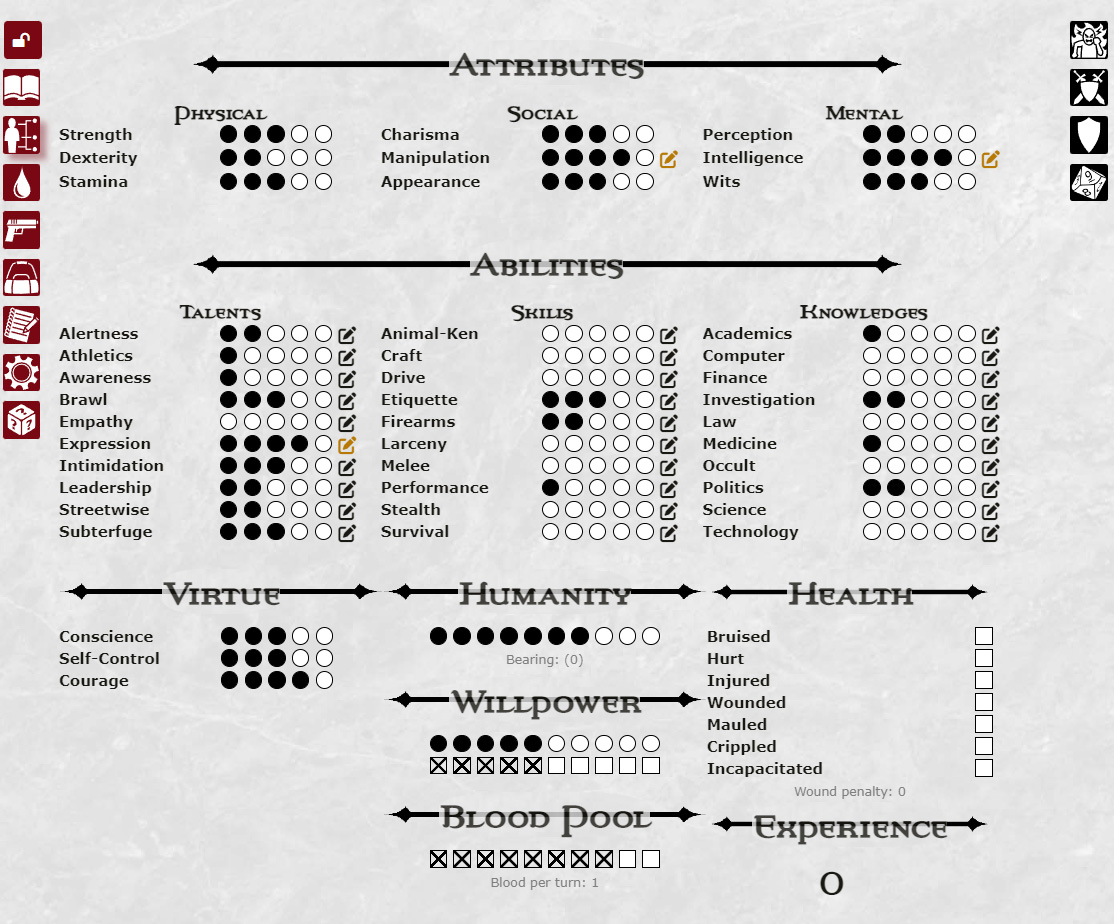 Attributes
Physical Social Mental
Strength Charisma Perception
Dexterity Manipulation Intelligence
Stamina Appearance Wits
Abilities
Talents Skills Knowledges
Alertness Animal-Ken Academics
Athletics Craft Computer
Awareness Drive Finance
Brawl Etiquette Investigation
Empathy Firearms Law
Expression Larceny Medicine
Intimidation Melee Occult
Leadership Performance Politics
Streetwise Stealth Science
Subterfuge Survival Technology
Virtue Humanity Health
Conscience Bruised
Self-Control Bearing: (0) Hurt
Courage Injured
Willpower Wounded
Mauled
Crippled
Incapacitated
Wound penalty: 0
Blood Pool Experience
Blood per turn: 1 0